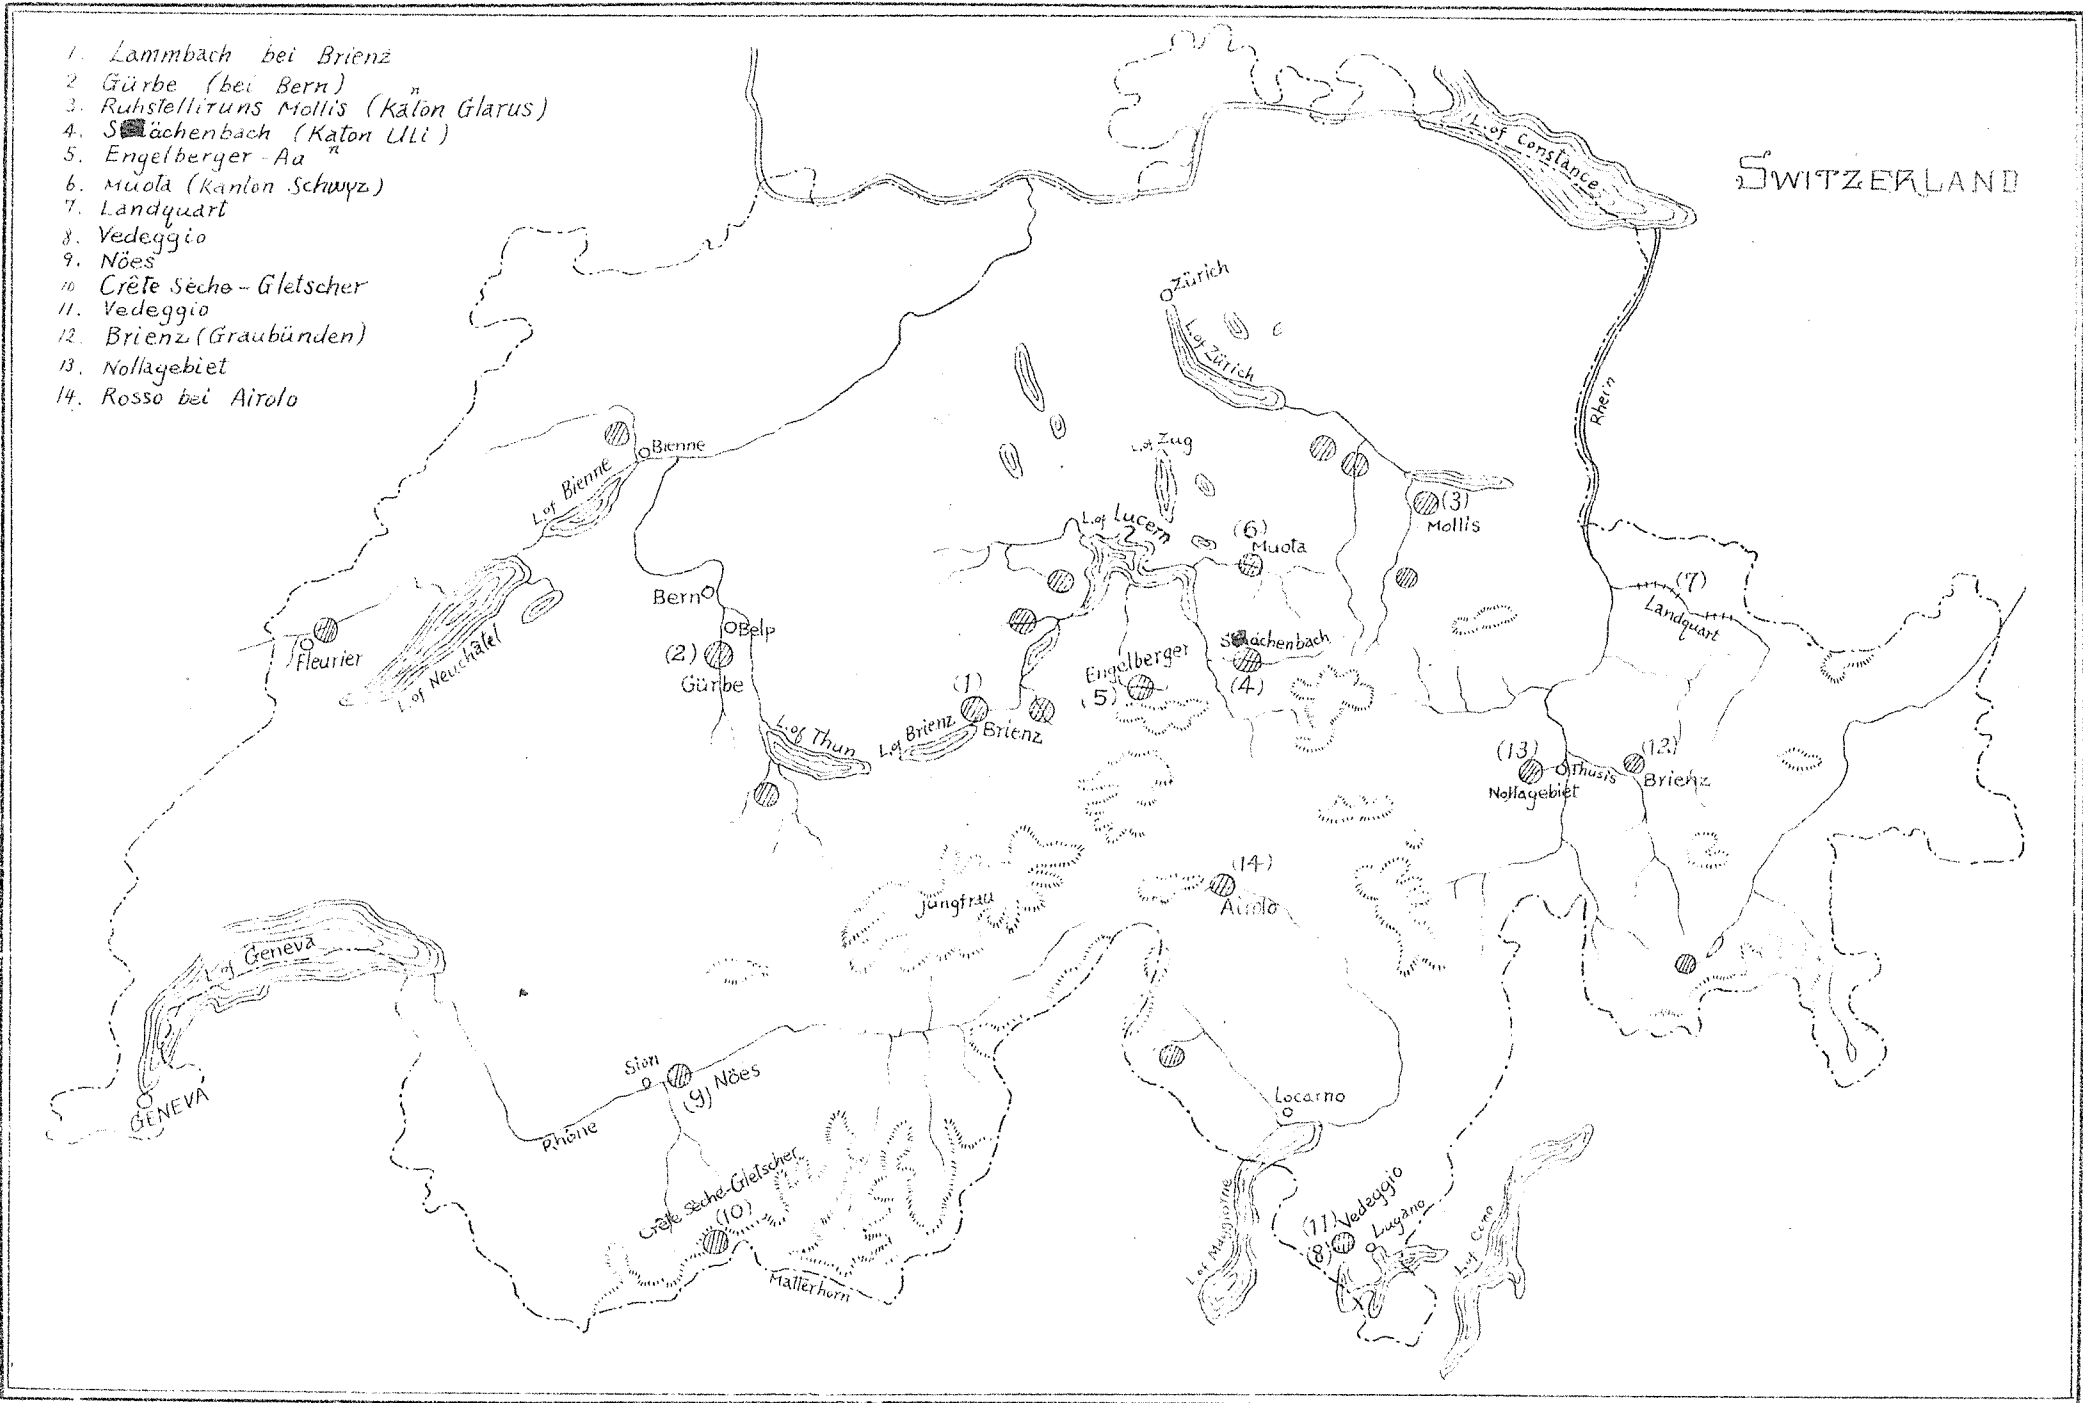 1. Lammbach bei Brienz
2 Gürbe (bei Bern)
3. Ruhstelliruns Mollis (Katon Glarus)
n
4. Sächenbach (Katon Uli)
n
5. Engelberger-Aa
6. Muota (Kanton Schwyz)
7. Landquart
8. Vedeggio
9. Nöes
10 Crête Sèche-Gletscher
11. Vedeggio
12. Brienz (Graubünden)
13. Nollagebiet
14. Rosso bei Airolo
SWITZERLAND
L. of Constance
Zürich
L. of Zürich
Rhein
Bienne
L. of Bienne
L. of Zug
(3)
Mollis
L. of Lucern
(6)
Muota
(7)
Landquart
Bern
Belp
(2)
Gürbe
Fleurier
L. of Neuchâtel
Sächenbach
(4)
Engelberger
(5)
(1)
Brienz
L. of Brienz
L. of Thun
(13)
Thusis
Nollagebiet
(12)
Brienz
Jungfrau
(14)
Airolo
L. of Geneva
GENEVA
Sion
(9) Nöes
Rhône
Locarno
Crête Sèche-Gletscher
(10)
Matterhorn
L. of Maggiorne
(11) Vedeggio
(8)
Lugano
L. of Como